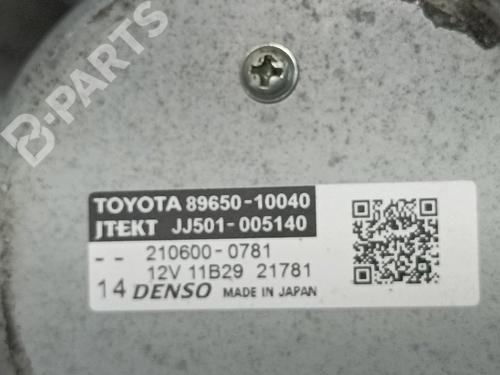 B-PARTS
TOYOTA 89650-10040
JTEKT JJ501-005140
-- 210600-0781
12V 11B29 21781
14 DENSO MADE IN JAPAN